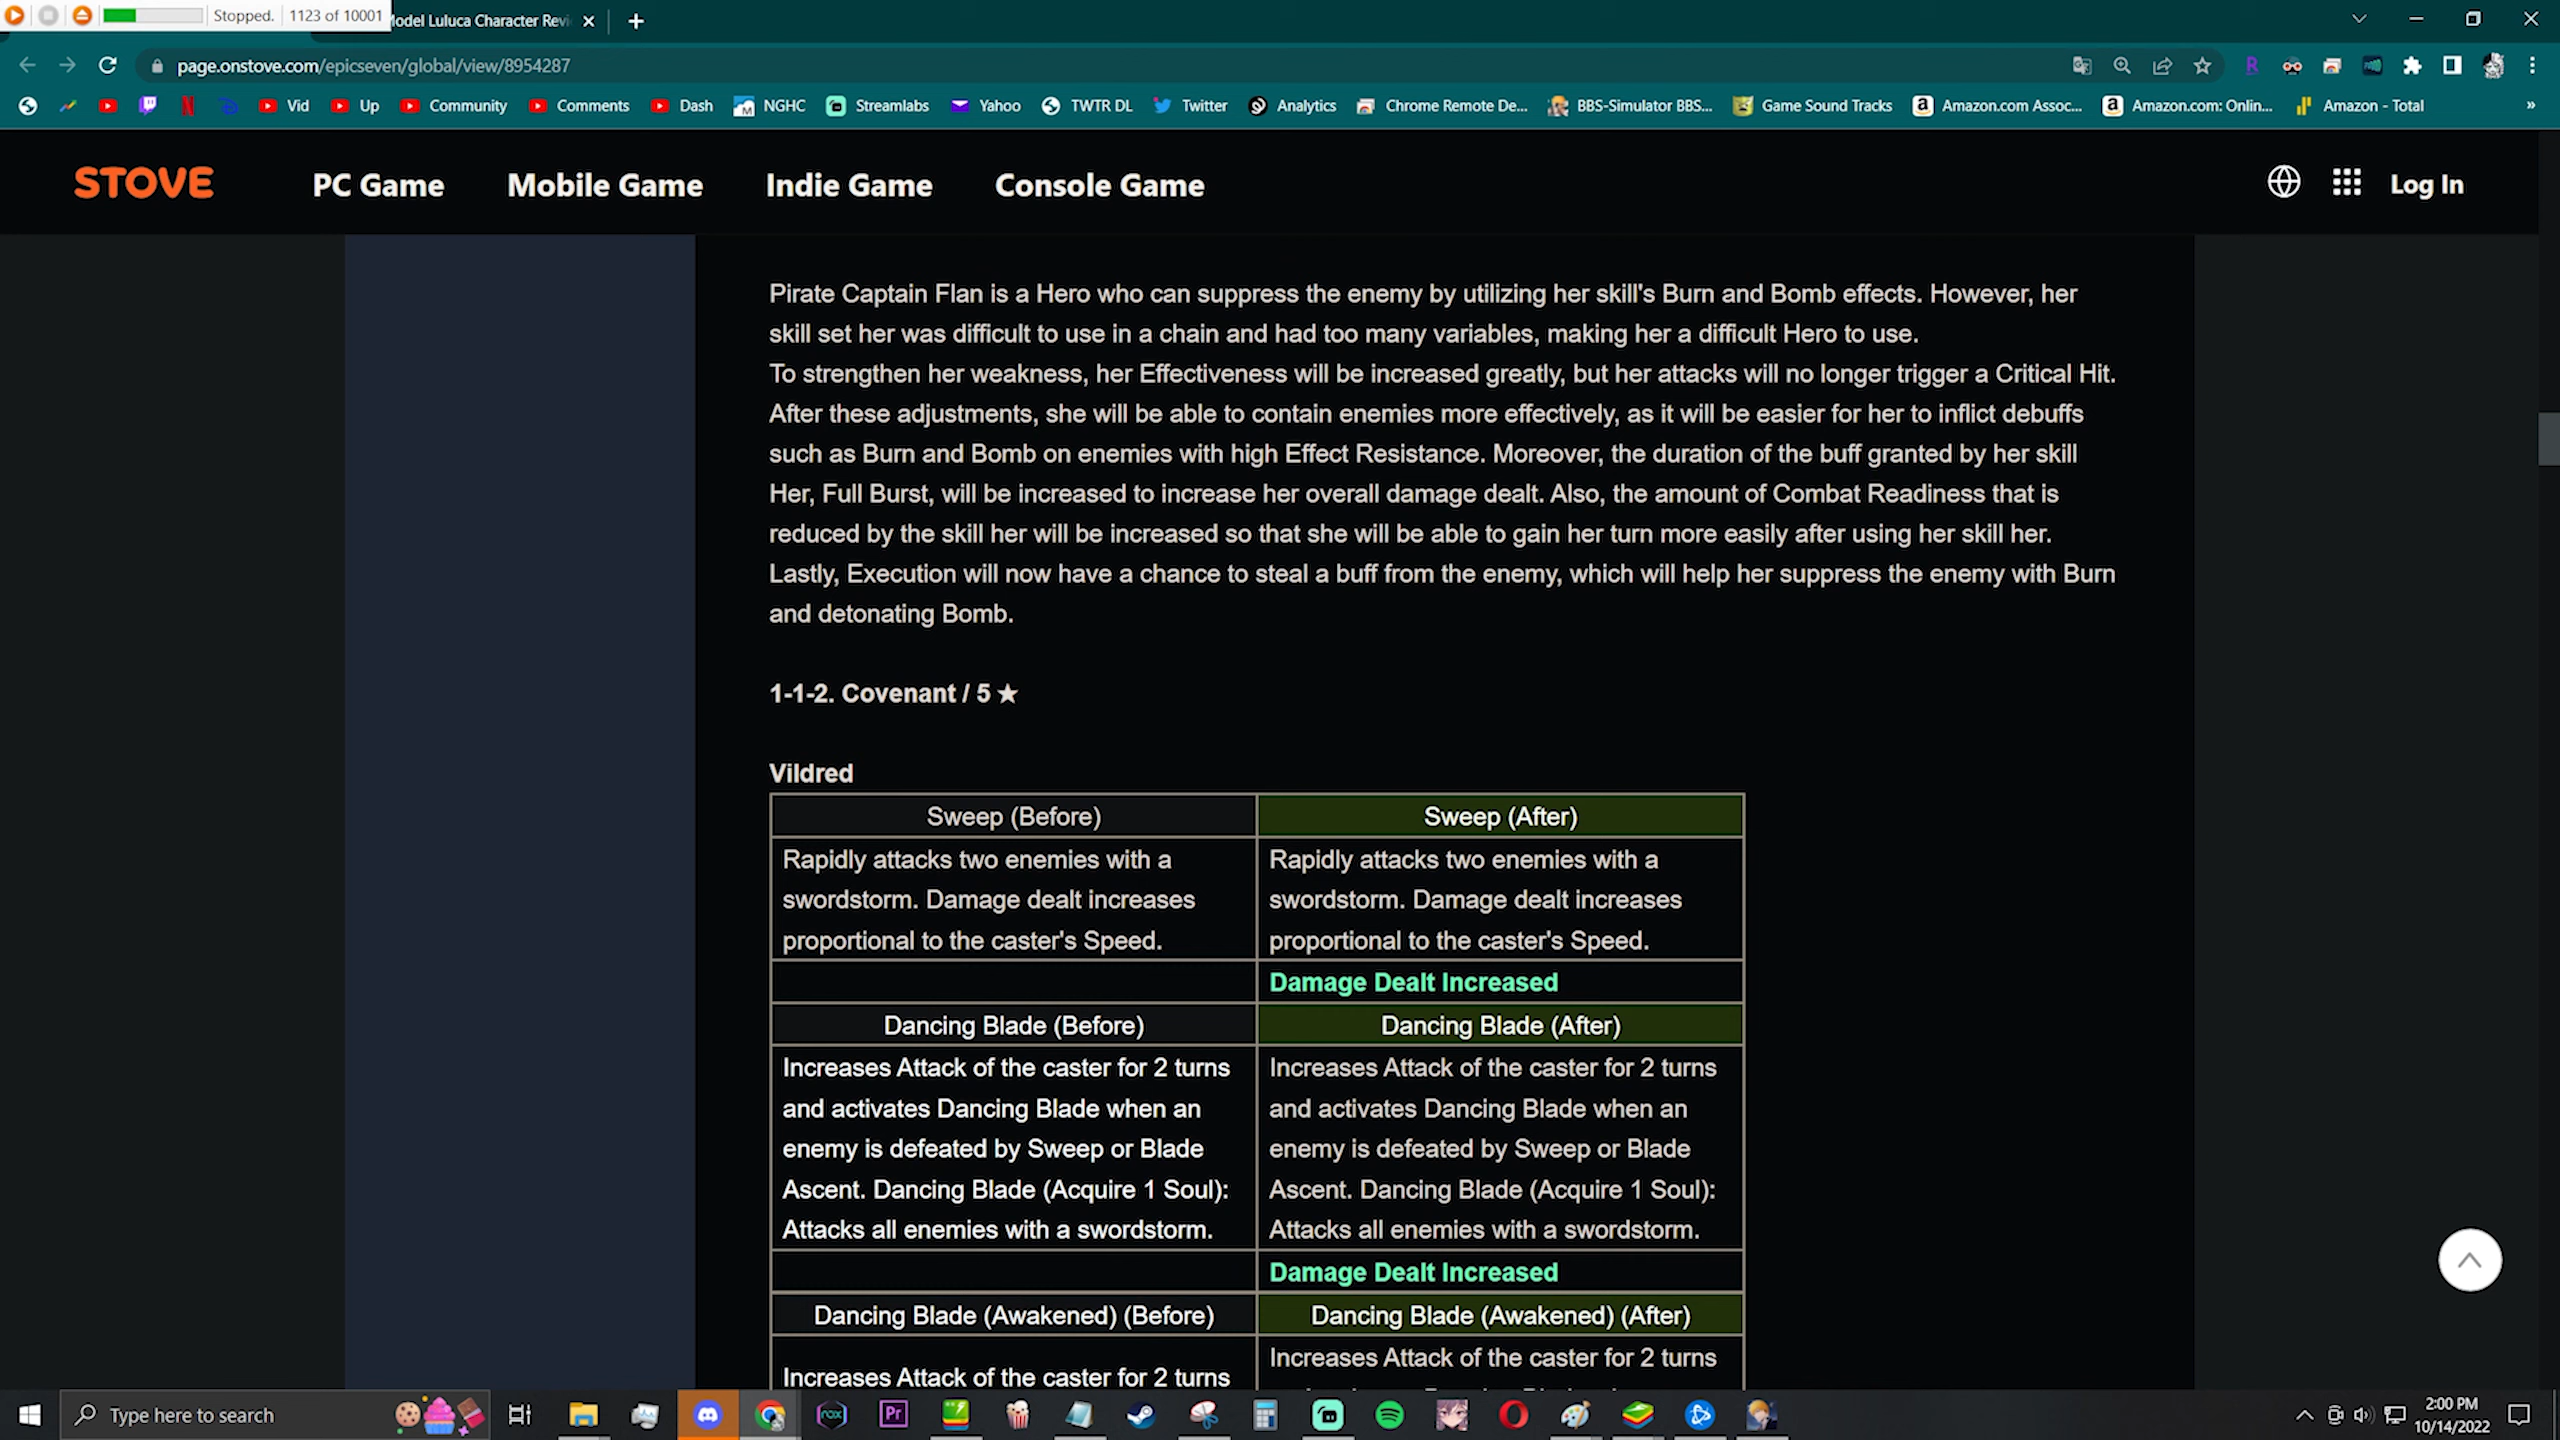 Stopped. 1123 of 10001
odel Luluca Character Revi
page.onstove.com/epicseven/global/view/8954287
Vid Up Community Comments Dash NGHC Streamlabs Yahoo TWTR DL Twitter Analytics Chrome Remote De... BBS-Simulator BBS... Game Sound Tracks Amazon.com Assoc... Amazon.com: Onlin... Amazon - Total
STOVE PC Game Mobile Game Indie Game Console Game Log In
Pirate Captain Flan is a Hero who can suppress the enemy by utilizing her skill's Burn and Bomb effects. However, her
skill set her was difficult to use in a chain and had too many variables, making her a difficult Hero to use.
To strengthen her weakness, her Effectiveness will be increased greatly, but her attacks will no longer trigger a Critical Hit.
After these adjustments, she will be able to contain enemies more effectively, as it will be easier for her to inflict debuffs
such as Burn and Bomb on enemies with high Effect Resistance. Moreover, the duration of the buff granted by her skill
Her, Full Burst, will be increased to increase her overall damage dealt. Also, the amount of Combat Readiness that is
reduced by the skill her will be increased so that she will be able to gain her turn more easily after using her skill her.
Lastly, Execution will now have a chance to steal a buff from the enemy, which will help her suppress the enemy with Burn
and detonating Bomb.
1-1-2. Covenant / 5 ★
Vildred
Sweep (Before)
Sweep (After)
Rapidly attacks two enemies with a
swordstorm. Damage dealt increases
proportional to the caster's Speed.
Rapidly attacks two enemies with a
swordstorm. Damage dealt increases
proportional to the caster's Speed.
Damage Dealt Increased
Dancing Blade (Before)
Dancing Blade (After)
Increases Attack of the caster for 2 turns
and activates Dancing Blade when an
enemy is defeated by Sweep or Blade
Ascent. Dancing Blade (Acquire 1 Soul):
Attacks all enemies with a swordstorm.
Increases Attack of the caster for 2 turns
and activates Dancing Blade when an
enemy is defeated by Sweep or Blade
Ascent. Dancing Blade (Acquire 1 Soul):
Attacks all enemies with a swordstorm.
Damage Dealt Increased
Dancing Blade (Awakened) (Before)
Dancing Blade (Awakened) (After)
Increases Attack of the caster for 2 turns
Increases Attack of the caster for 2 turns
Type here to search
nox
Pr
2:00 PM
10/14/2022